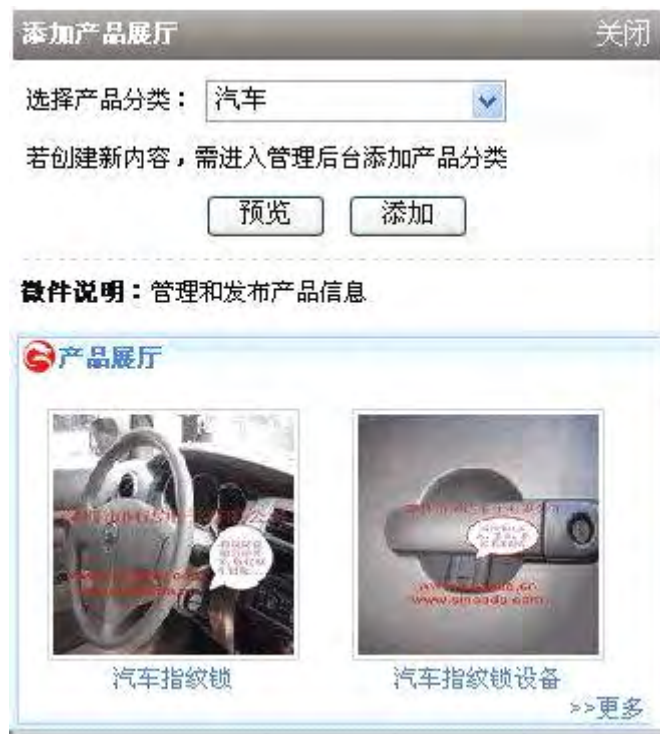 添加产品展厅 关闭
选择产品分类： 汽车
若创建新内容，需进入管理后台添加产品分类
预览 添加
微件说明：管理和发布产品信息
产品展厅
汽车指纹锁 汽车指纹锁设备
>>更多